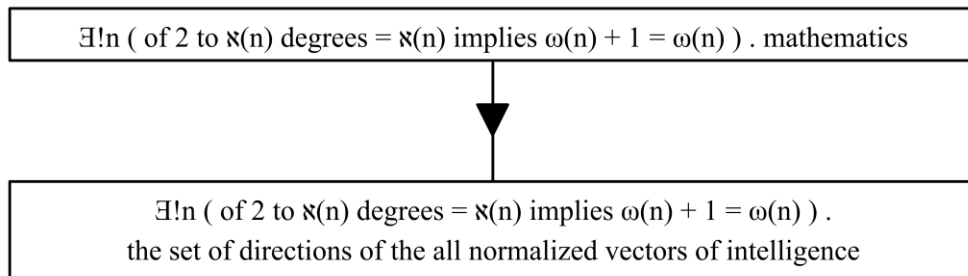 ∃!n ( of 2 to ℵ(n) degrees = ℵ(n) implies ω(n) + 1 = ω(n) ) . mathematics
∃!n ( of 2 to ℵ(n) degrees = ℵ(n) implies ω(n) + 1 = ω(n) ) .
the set of directions of the all normalized vectors of intelligence